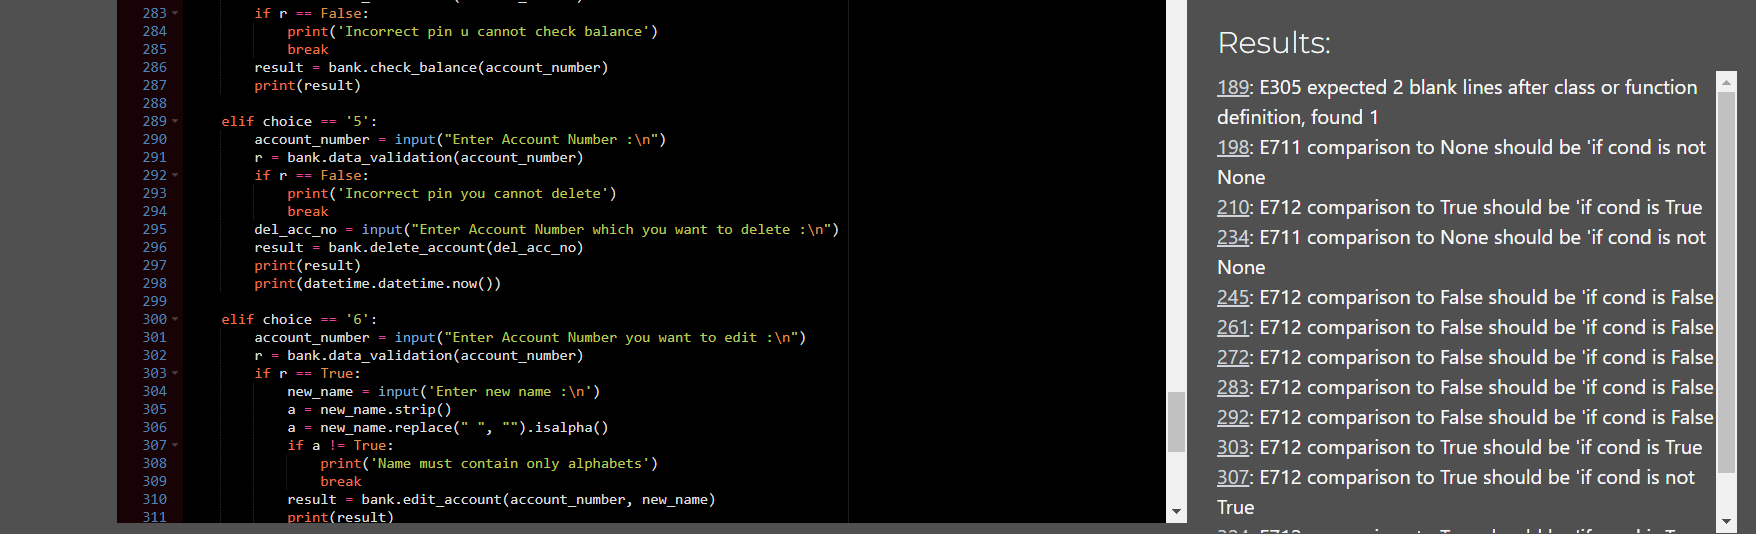 283 if r == False:
284 print('Incorrect pin u cannot check balance')
285 break
286 result = bank.check_balance(account_number)
287 print(result)
288
289 elif choice == '5':
290 account_number = input("Enter Account Number :\n")
291 r = bank.data_validation(account_number)
292 if r == False:
293 print('Incorrect pin you cannot delete')
294 break
295 del_acc_no = input("Enter Account Number which you want to delete :\n")
296 result = bank.delete_account(del_acc_no)
297 print(result)
298 print(datetime.datetime.now())
299
300 elif choice == '6':
301 account_number = input("Enter Account Number you want to edit :\n")
302 r = bank.data_validation(account_number)
303 if r == True:
304 new_name = input('Enter new name :\n')
305 a = new_name.strip()
306 a = new_name.replace(" ", "").isalpha()
307 if a != True:
308 print('Name must contain only alphabets')
309 break
310 result = bank.edit_account(account_number, new_name)
311 print(result)
Results:
189: E305 expected 2 blank lines after class or function
definition, found 1
198: E711 comparison to None should be 'if cond is not
None
210: E712 comparison to True should be 'if cond is True
234: E711 comparison to None should be 'if cond is not
None
245: E712 comparison to False should be 'if cond is False
261: E712 comparison to False should be 'if cond is False
272: E712 comparison to False should be 'if cond is False
283: E712 comparison to False should be 'if cond is False
292: E712 comparison to False should be 'if cond is False
303: E712 comparison to True should be 'if cond is True
307: E712 comparison to True should be 'if cond is not
True